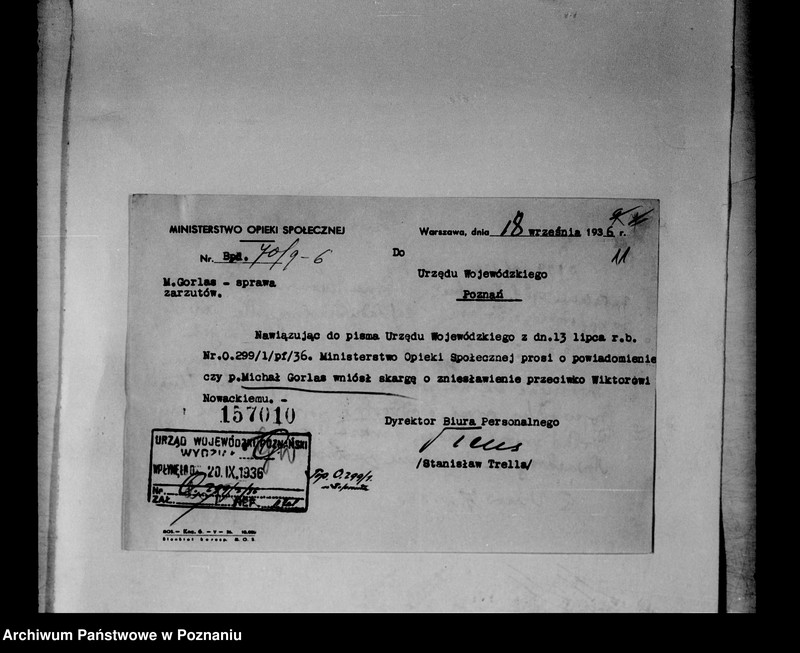 MINISTERSTWO OPIEKI SPOŁECZNEJ
Warszawa, dnia 18 września 1936 r.
Nr. Bpd. 70/9-6
Do
Urzędu Wojewódzkiego
Poznań
M.Gorlas - sprawa
zarzutów.
Nawiązując do pisma Urzędu Wojewódzkiego z dn.13 lipca r.b.
Nr.O.299/1/pf/36. Ministerstwo Opieki Społecznej prosi o powiadomienie
czy p.Michał Gorlas wniósł skargę o zniesławienie przeciwko Wiktorowi
Nowackiemu. -
157010
Dyrektor Biura Personalnego
/Stanisław Trella/
URZĄD WOJEWÓDZKI POZNAŃSKI
WPŁYNĘŁO 20.IX.1936
Nr.
ZAŁ. REF.
Archiwum Państwowe w Poznaniu